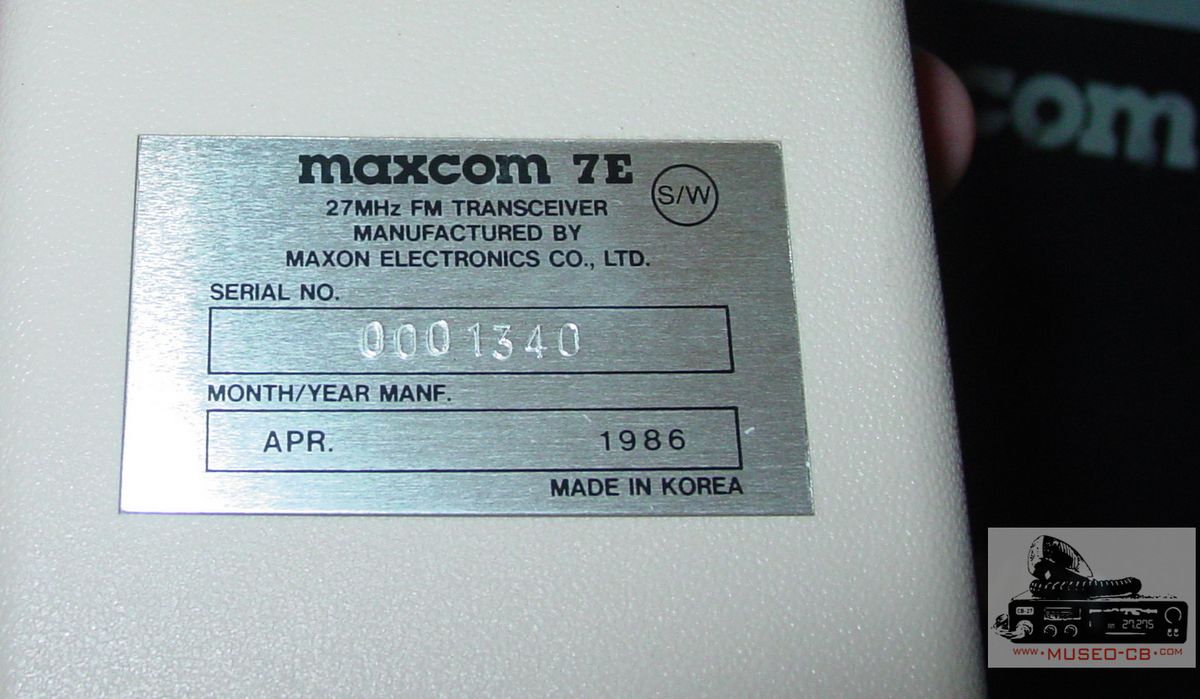 maxcom 7E
S/W
27MHz FM TRANSCEIVER
MANUFACTURED BY
MAXON ELECTRONICS CO., LTD.
SERIAL NO.
0001340
MONTH/YEAR MANF.
APR. 1986
MADE IN KOREA
com
CB-27
27.275
www.MUSEO-CB.COM